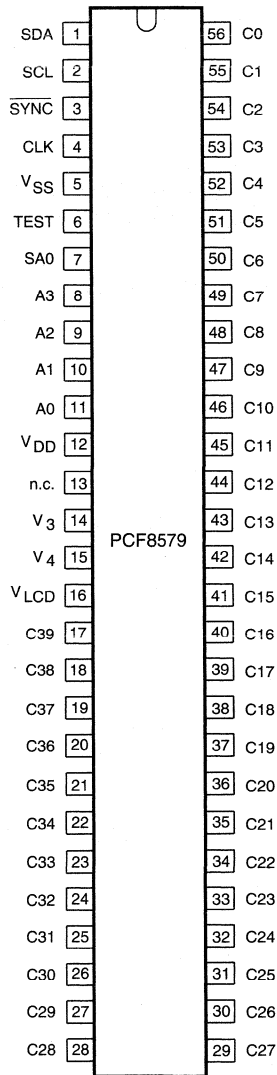 SDA 1 56 C0
SCL 2 55 C1
S̅Y̅N̅C̅ 3 54 C2
CLK 4 53 C3
VSS 5 52 C4
TEST 6 51 C5
SA0 7 50 C6
A3 8 49 C7
A2 9 48 C8
A1 10 47 C9
A0 11 46 C10
VDD 12 45 C11
n.c. 13 44 C12
V3 14 43 C13
PCF8579
V4 15 42 C14
VLCD 16 41 C15
C39 17 40 C16
C38 18 39 C17
C37 19 38 C18
C36 20 37 C19
C35 21 36 C20
C34 22 35 C21
C33 23 34 C22
C32 24 33 C23
C31 25 32 C24
C30 26 31 C25
C29 27 30 C26
C28 28 29 C27